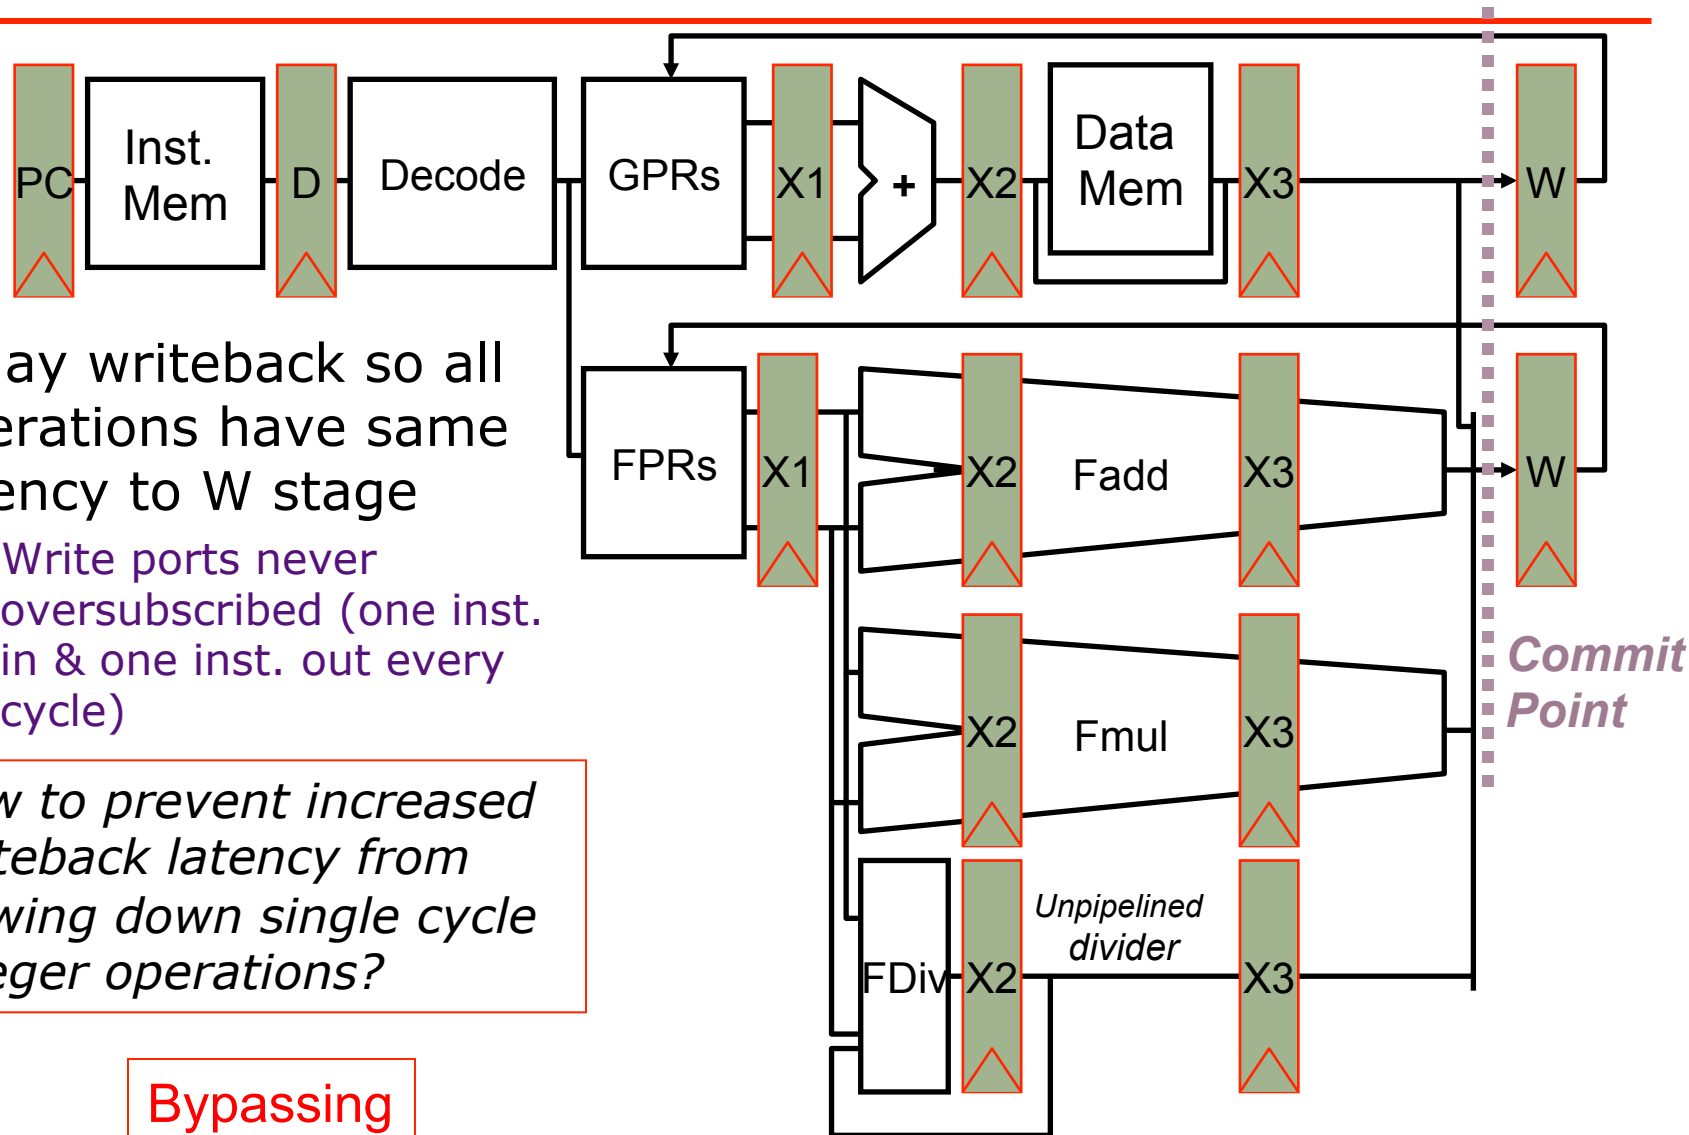 PC
Inst.
Mem
D
Decode
GPRs
X1
+
X2
Data
Mem
X3
W
ay writeback so all
erations have same
ency to W stage
Write ports never
oversubscribed (one inst.
in & one inst. out every
cycle)
w to prevent increased
teback latency from
wing down single cycle
eger operations?
Bypassing
FPRs
X1
X2
Fadd
X3
W
X2
Fmul
X3
Commit
Point
FDiv
X2
Unpipelined
divider
X3